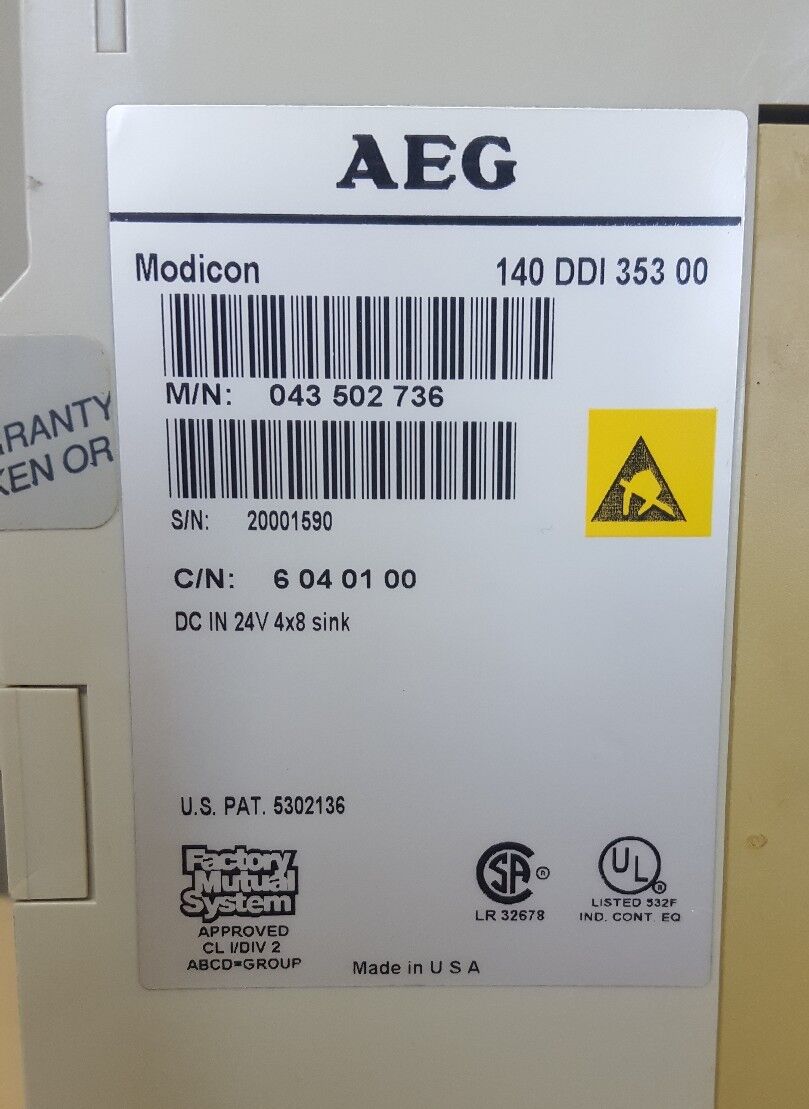 AEG
Modicon 140 DDI 353 00
M/N: 043 502 736
RANTY
KEN OR
S/N: 20001590
C/N: 6 04 01 00
DC IN 24V 4x8 sink
U.S. PAT. 5302136
Factory
Mutual
System
APPROVED
CL I/DIV 2
ABCD=GROUP
Made in U S A
SA ®
LR 32678
UL ®
LISTED 532F
IND. CONT. EQ